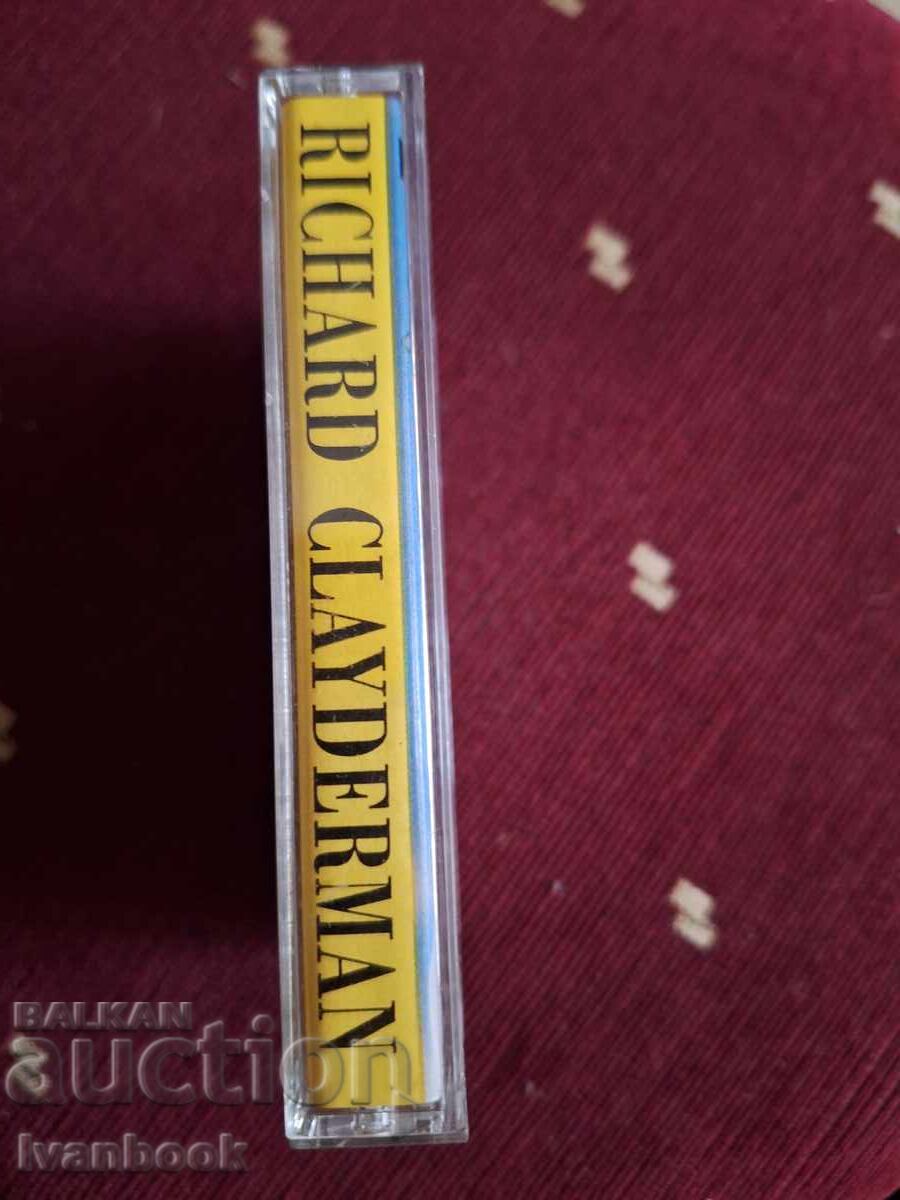 RICHARD CLAYDERMAN
BALKAN
auction
Ivanbook